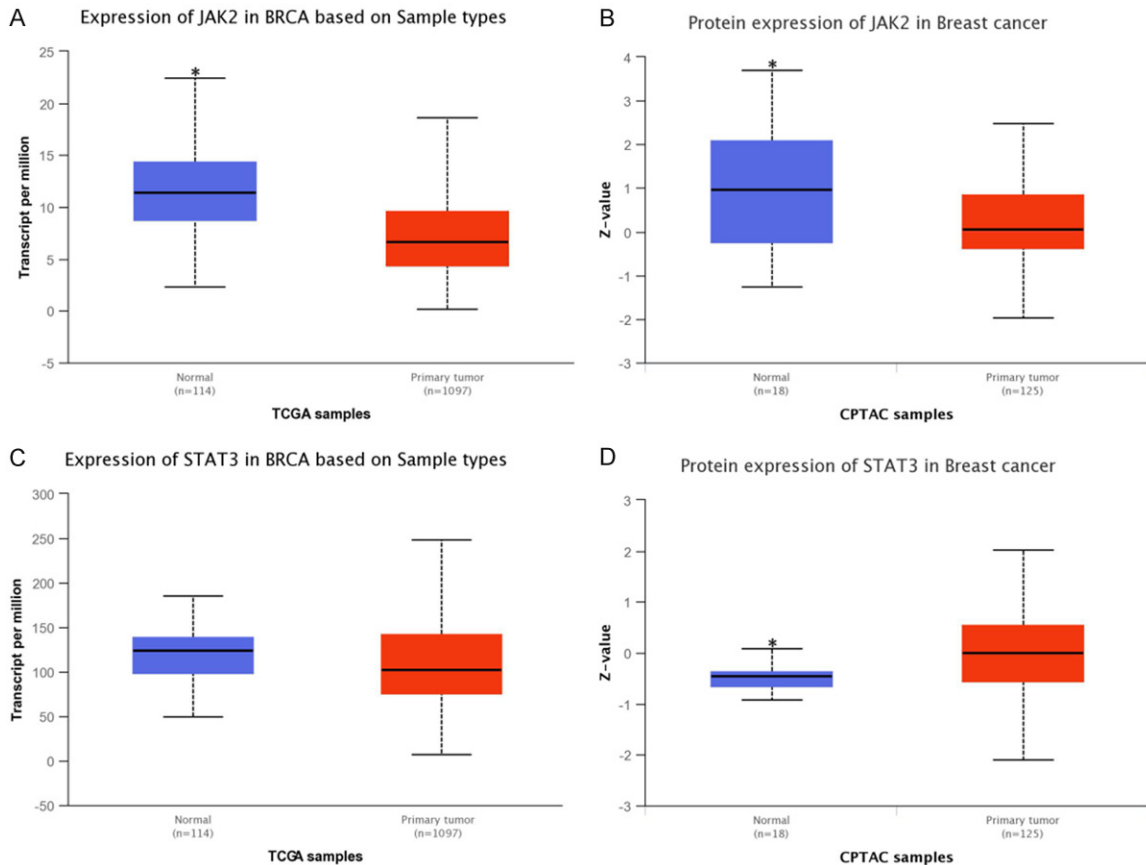 A
Expression of JAK2 in BRCA based on Sample types
25
20
15
10
5
0
-5
Transcript per million
*
Normal
(n=114)
Primary tumor
(n=1097)
TCGA samples
B
Protein expression of JAK2 in Breast cancer
4
3
2
1
0
-1
-2
-3
Z-value
*
Normal
(n=18)
Primary tumor
(n=125)
CPTAC samples
C
Expression of STAT3 in BRCA based on Sample types
300
250
200
150
100
50
0
-50
Transcript per million
Normal
(n=114)
Primary tumor
(n=1097)
TCGA samples
D
Protein expression of STAT3 in Breast cancer
3
2
1
0
-1
-2
-3
Z-value
*
Normal
(n=18)
Primary tumor
(n=125)
CPTAC samples